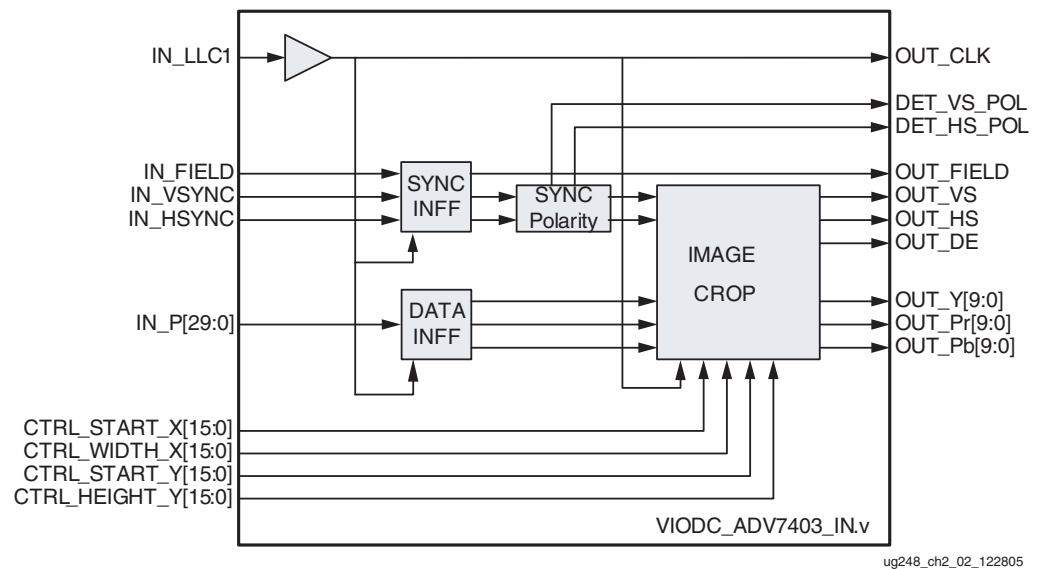 IN_LLC1
OUT_CLK
DET_VS_POL
DET_HS_POL
IN_FIELD
IN_VSYNC
IN_HSYNC
SYNC
INFF
SYNC
Polarity
OUT_FIELD
OUT_VS
OUT_HS
OUT_DE
IMAGE
CROP
IN_P[29:0]
DATA
INFF
OUT_Y[9:0]
OUT_Pr[9:0]
OUT_Pb[9:0]
CTRL_START_X[15:0]
CTRL_WIDTH_X[15:0]
CTRL_START_Y[15:0]
CTRL_HEIGHT_Y[15:0]
VIODC_ADV7403_IN.v
ug248_ch2_02_122805